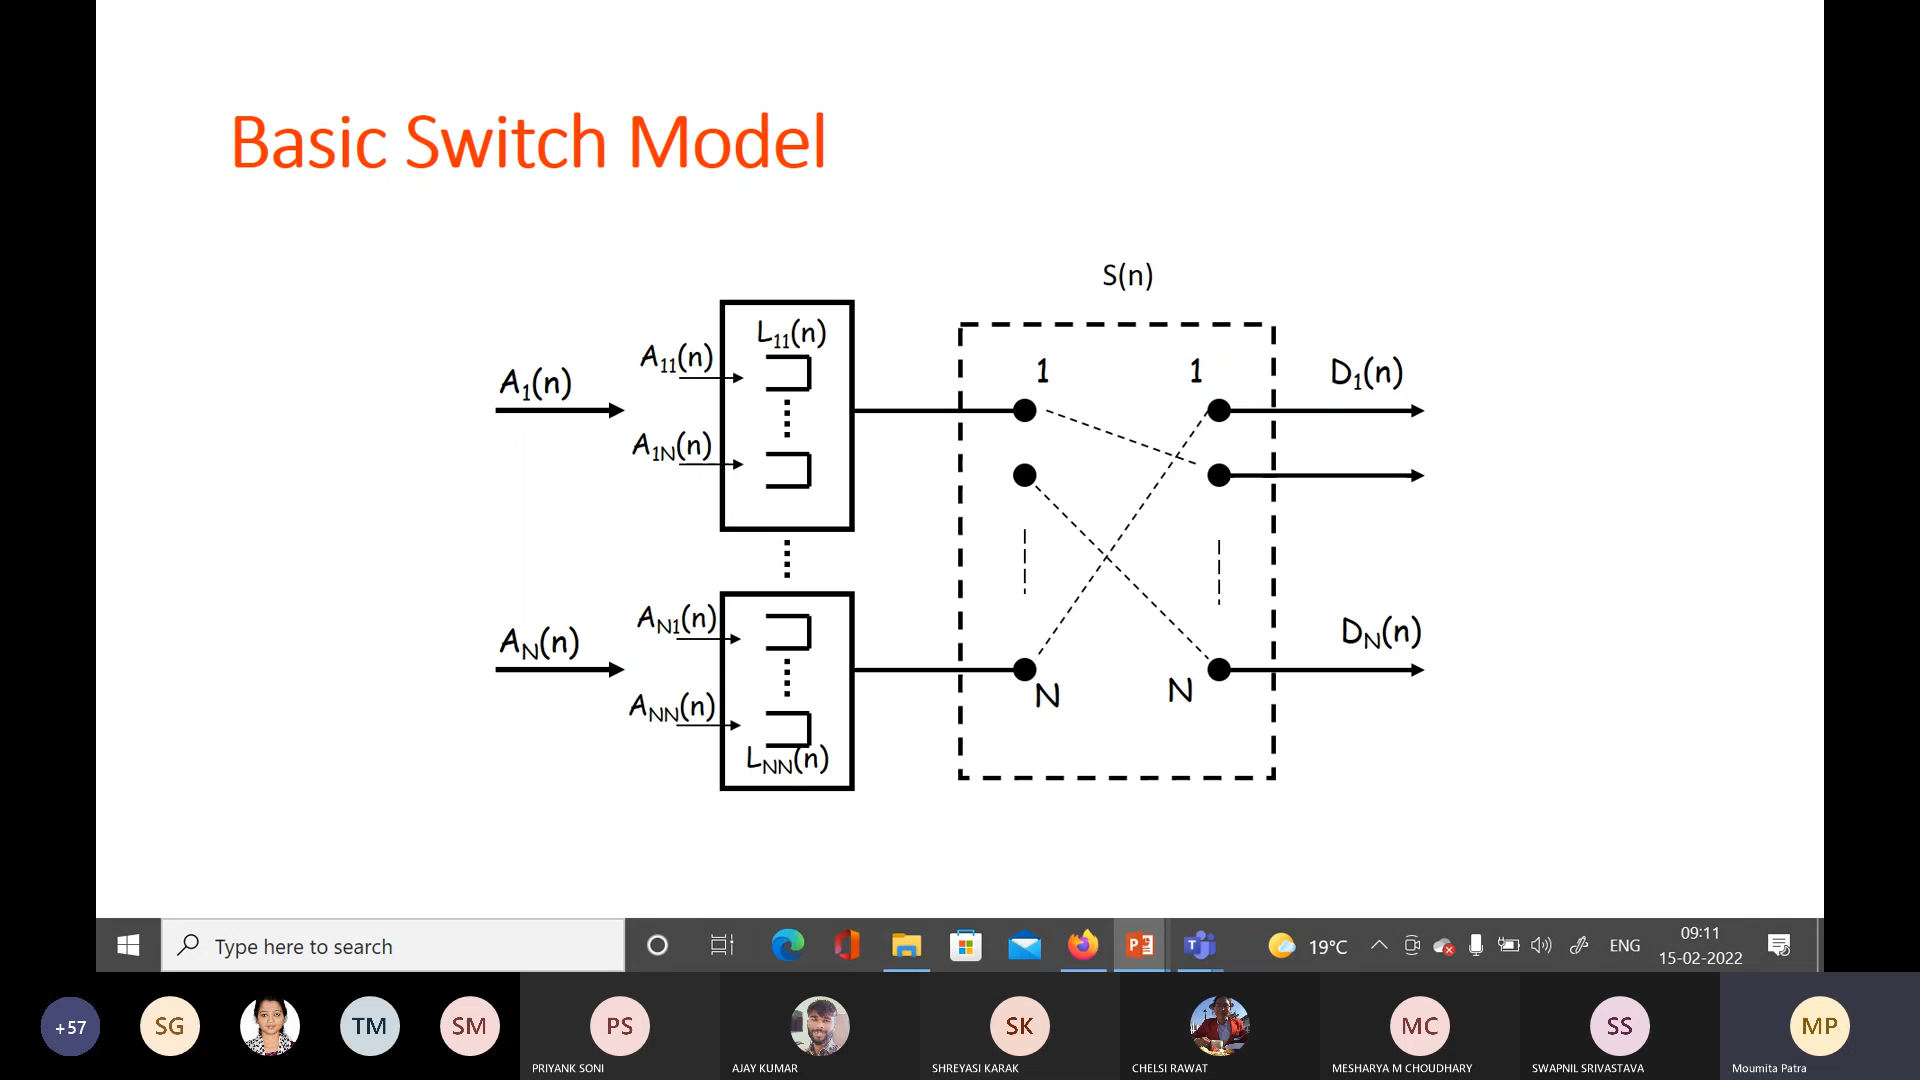 Basic Switch Model
S(n)
L11(n)
A11(n)
A1(n)
1 1
D1(n)
A1N(n)
AN1(n)
AN(n)
DN(n)
N N
ANN(n)
LNN(n)
Type here to search
19°C
ENG
09:11
15-02-2022
+57
SG
TM
SM
PS
SK
MC
SS
MP
PRIYANK SONI
AJAY KUMAR
SHREYASI KARAK
CHELSI RAWAT
MESHARYA M CHOUDHARY
SWAPNIL SRIVASTAVA
Moumita Patra